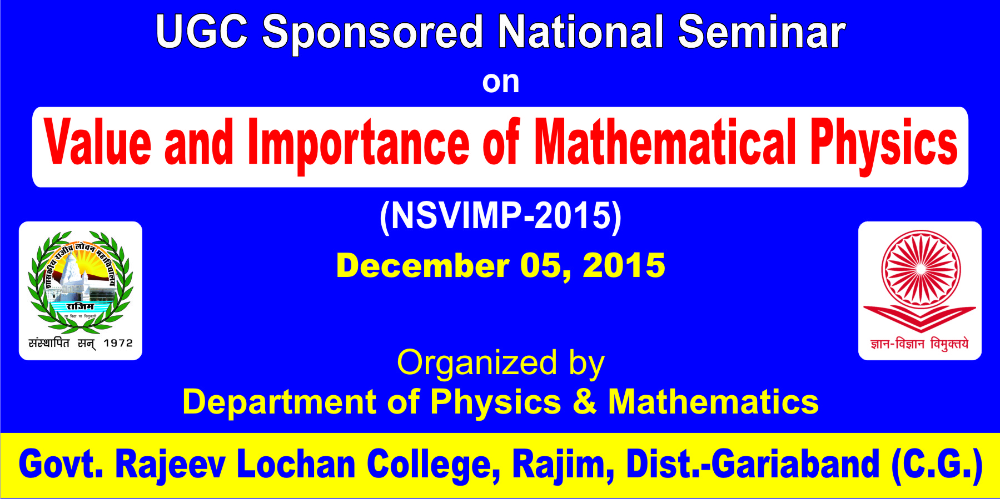 UGC Sponsored National Seminar
on
Value and Importance of Mathematical Physics
(NSVIMP-2015)
December 05, 2015
शासकीय राजीव लोचन महाविद्यालय
राजिम
सा विद्या या विमुक्तये
संस्थापित सन् 1972
ज्ञान-विज्ञान विमुक्तये
Organized by
Department of Physics & Mathematics
Govt. Rajeev Lochan College, Rajim, Dist.-Gariaband (C.G.)